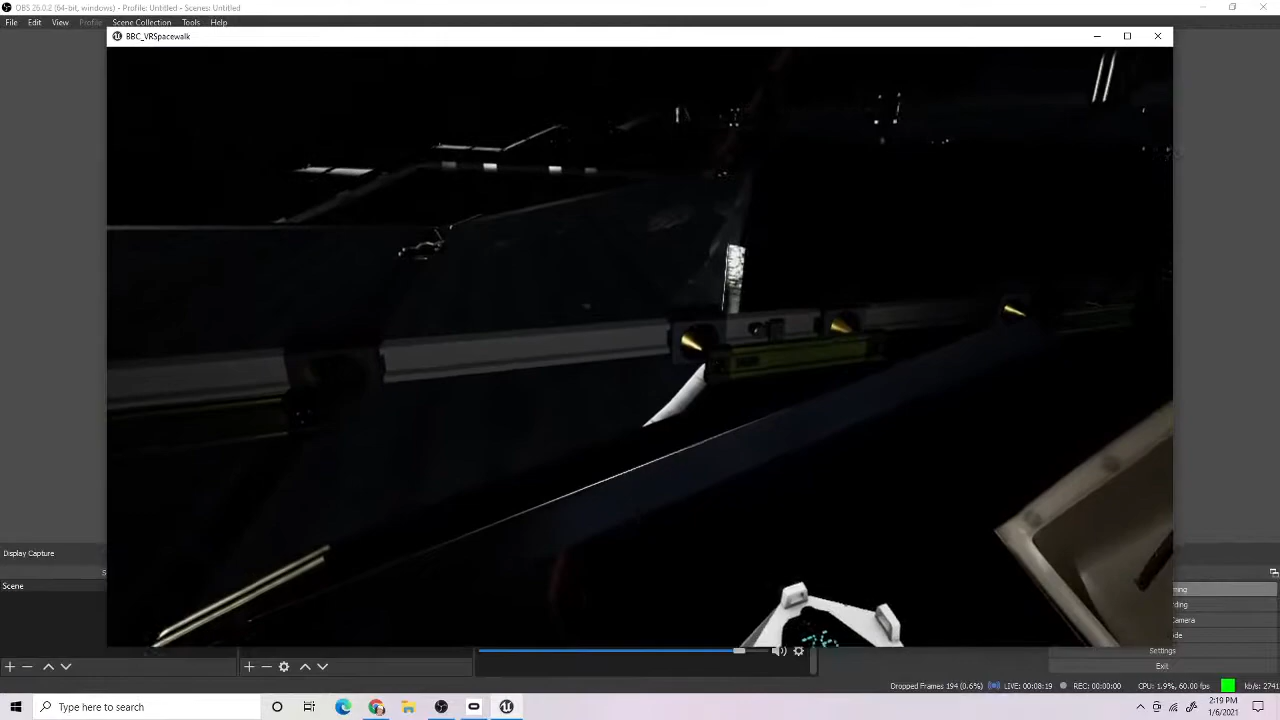 OBS 26.0.2 (64-bit, windows) - Profile: Untitled - Scenes: Untitled
File Edit View Profile Scene Collection Tools Help
BBC_VRSpacewalk
Display Capture
Scene
Settings
Exit
Dropped Frames 194 (0.6%) LIVE: 00:08:19 REC: 00:00:00 CPU: 1.9%, 60.00 fps kb/s: 2741
Type here to search
2:19 PM
1/6/2021